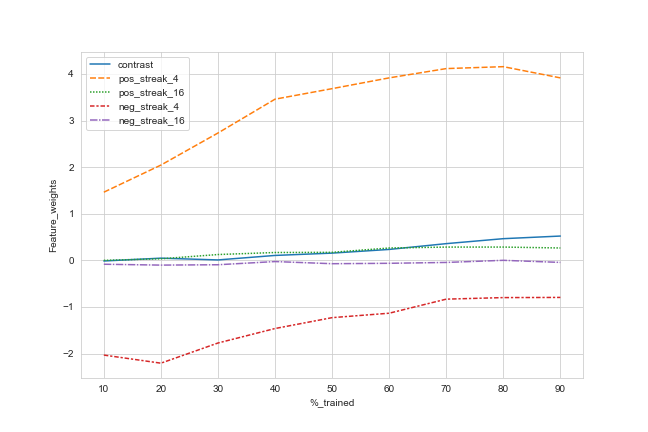 contrast
pos_streak_4
pos_streak_16
neg_streak_4
neg_streak_16
Feature_weights
4
3
2
1
0
−1
−2
10 20 30 40 50 60 70 80 90
%_trained